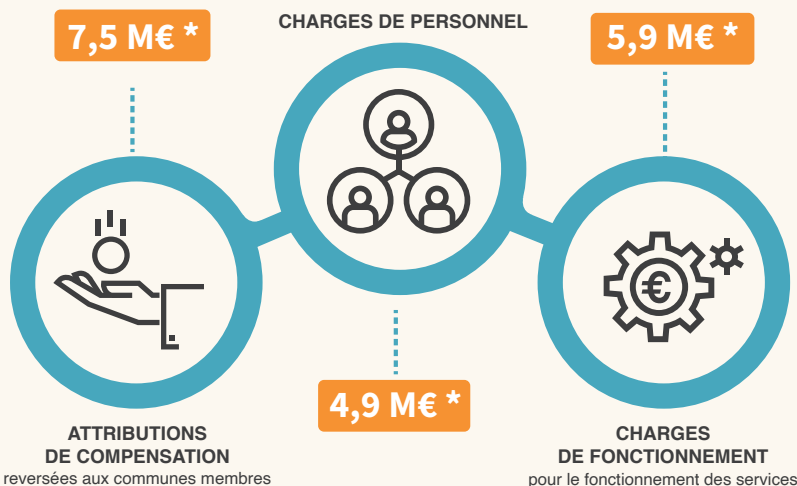 7,5 M€ *
ATTRIBUTIONS
DE COMPENSATION
reversées aux communes membres
CHARGES DE PERSONNEL
4,9 M€ *
5,9 M€ *
€
CHARGES
DE FONCTIONNEMENT
pour le fonctionnement des services